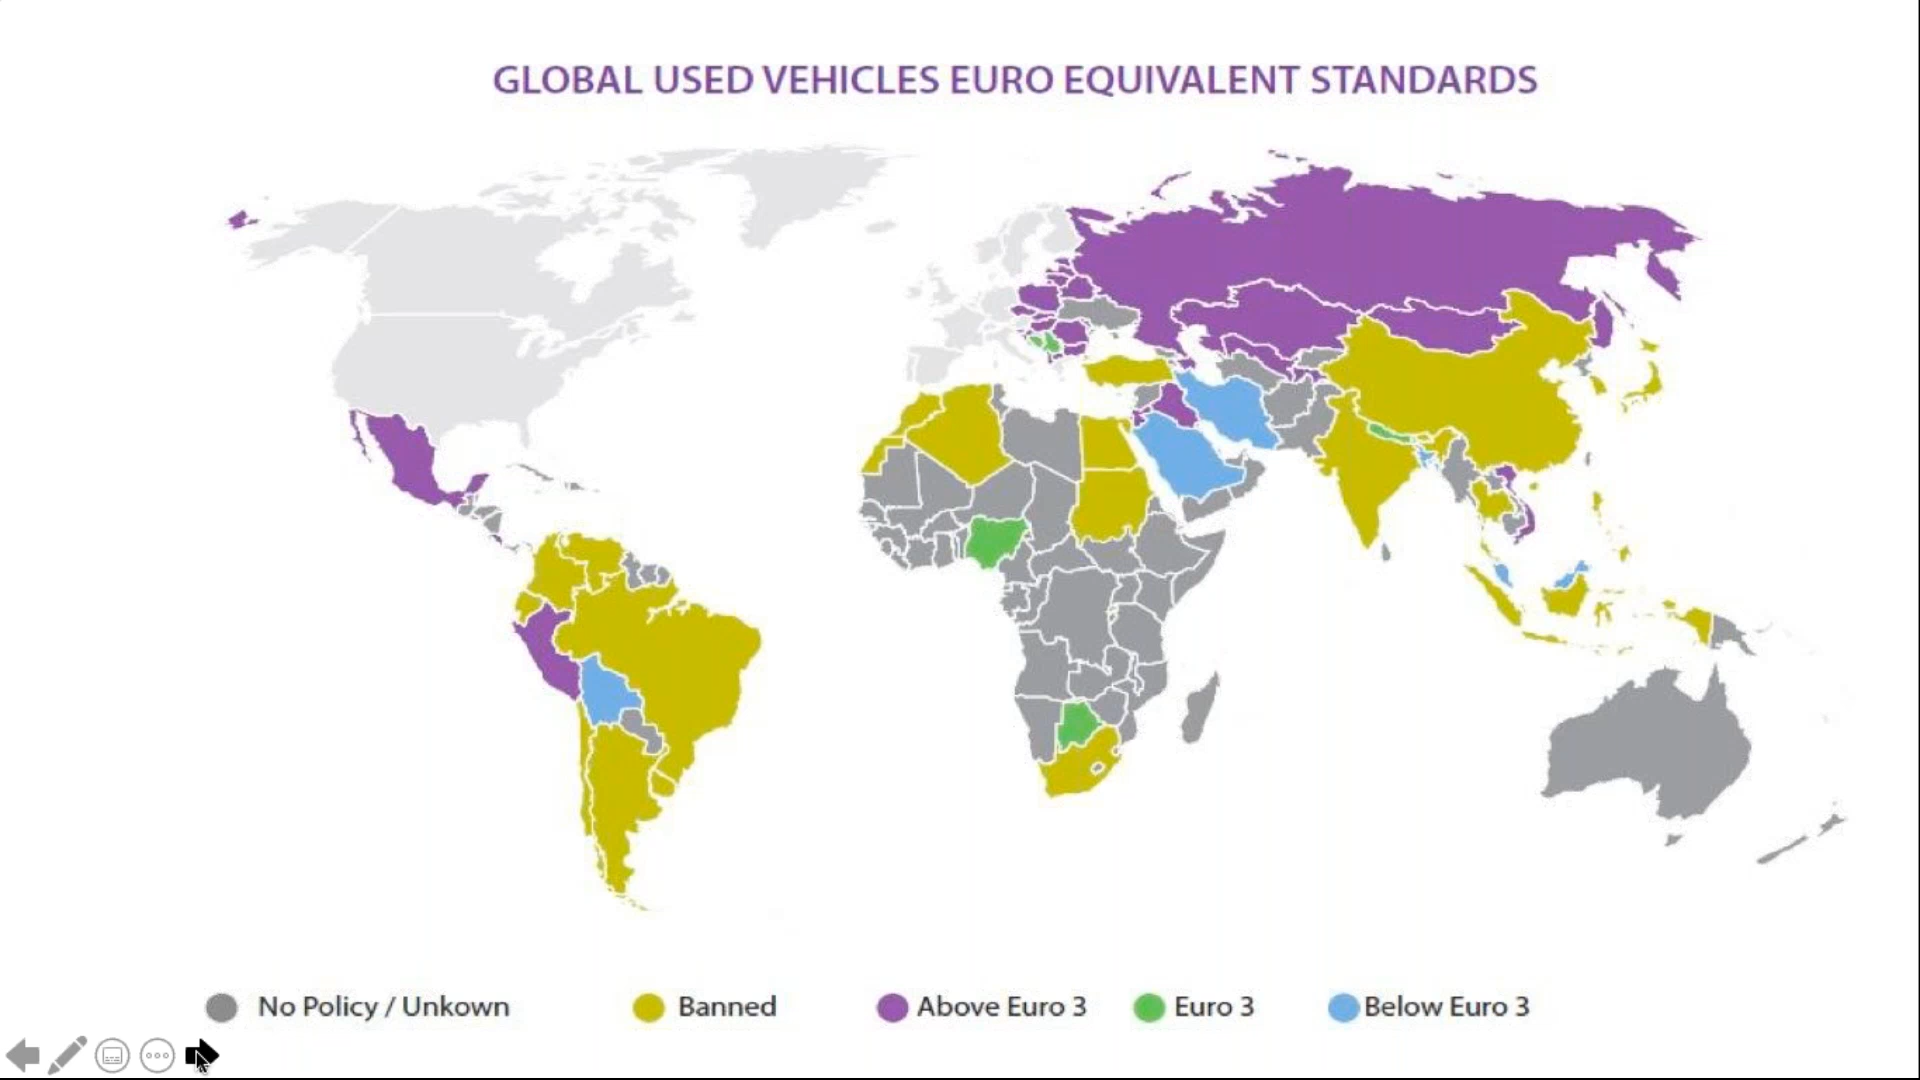 GLOBAL USED VEHICLES EURO EQUIVALENT STANDARDS
No Policy / Unkown
Banned
Above Euro 3
Euro 3
Below Euro 3